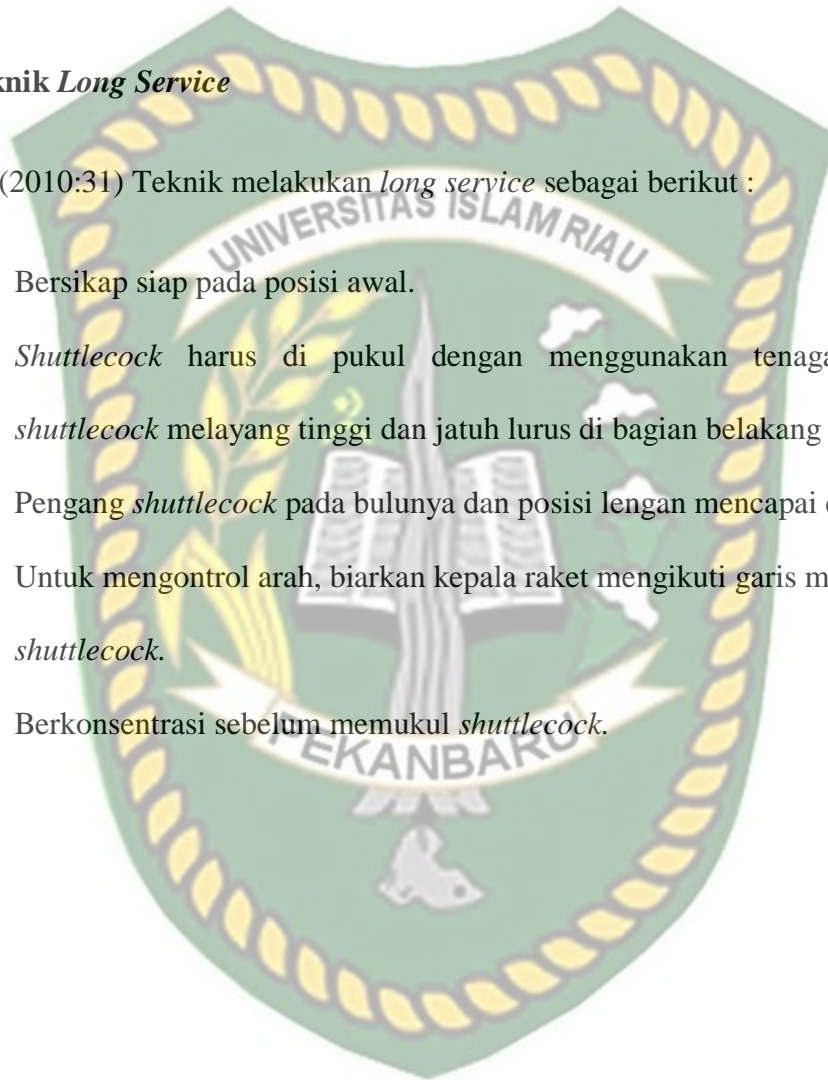 knik Long Service
(2010:31) Teknik melakukan long service sebagai berikut :
UNIVERSITAS ISLAM RIAU
Bersikap siap pada posisi awal.
Shuttlecock harus di pukul dengan menggunakan tenaga
shuttlecock melayang tinggi dan jatuh lurus di bagian belakang
Pengang shuttlecock pada bulunya dan posisi lengan mencapai
Untuk mengontrol arah, biarkan kepala raket mengikuti garis
shuttlecock.
Berkonsentrasi sebelum memukul shuttlecock.
PEKANBARU